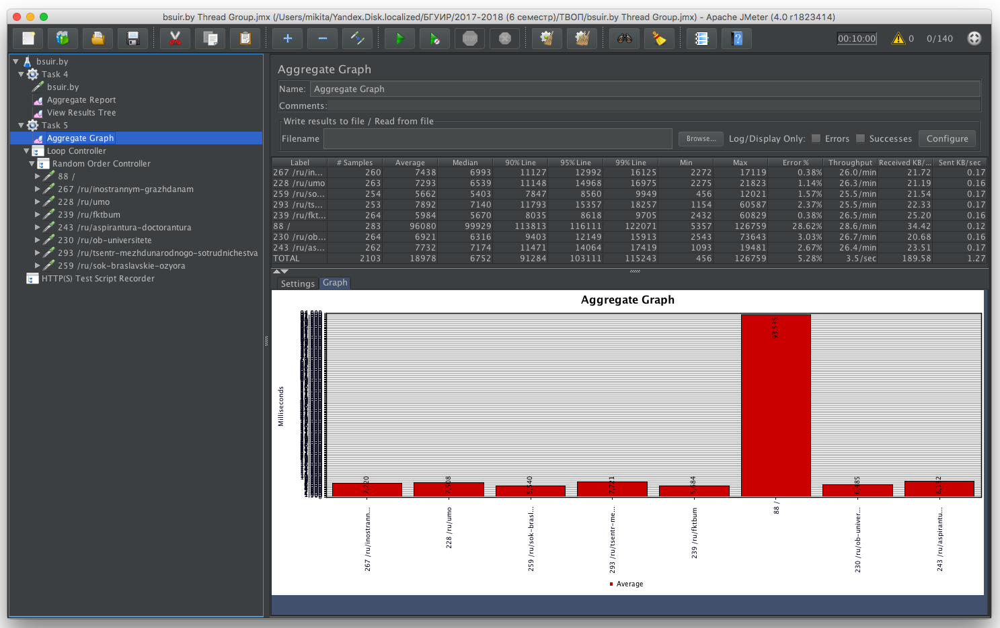 bsuir.by Thread Group.jmx (/Users/mikita/Yandex.Disk.localized/БГУИР/2017-2018 (6 семестр)/ТВОП/bsuir.by Thread Group.jmx) - Apache JMeter (4.0 r1823414)
00:10:00 0 0/140
bsuir.by
Task 4
bsuir.by
Aggregate Report
View Results Tree
Task 5
Aggregate Graph
Loop Controller
Random Order Controller
88 /
267 /ru/inostrannym-grazhdanam
228 /ru/umo
239 /ru/fktbum
243 /ru/aspirantura-doctorantura
230 /ru/ob-universitete
293 /ru/tsentr-mezhdunarodnogo-sotrudnichestva
259 /ru/sok-braslavskie-ozyora
HTTP(S) Test Script Recorder
Aggregate Graph
Name: Aggregate Graph
Comments:
Write results to file / Read from file
Filename Browse... Log/Display Only: Errors Successes Configure
Label # Samples Average Median 90% Line 95% Line 99% Line Min Max Error % Throughput Received KB/... Sent KB/sec
267 /ru/in... 260 7438 6993 11127 12992 16125 2272 17119 0.38% 26.0/min 21.72 0.17
228 /ru/umo 263 7293 6539 11148 14968 16975 2275 21823 1.14% 26.3/min 21.19 0.16
259 /ru/so... 254 5662 5403 7847 8560 9949 456 12021 1.57% 25.5/min 21.54 0.17
293 /ru/ts... 253 7892 7140 11793 15357 18257 1154 60587 2.37% 25.5/min 22.33 0.17
239 /ru/fkt... 264 5984 5670 8035 8618 9705 2432 60829 0.38% 26.5/min 25.20 0.16
88 / 283 96080 99929 113813 116111 122071 5357 126759 28.62% 28.6/min 34.42 0.12
230 /ru/ob... 264 6921 6316 9403 12149 15913 2543 73643 3.03% 26.7/min 20.68 0.16
243 /ru/as... 262 7732 7174 11471 14064 17419 1093 19481 2.67% 26.4/min 23.51 0.17
TOTAL 2103 18978 6752 91284 103111 115243 456 126759 5.28% 3.5/sec 189.58 1.27
Settings Graph
Aggregate Graph
Milliseconds
7,220 7,508 5,540 7,721 5,684 93,535 6,485 8,132
267 /ru/inostrann... 228 /ru/umo 259 /ru/sok-brasl... 293 /ru/tsentr-me... 239 /ru/fktbum 88 / 230 /ru/ob-univer... 243 /ru/aspirantu...
Average